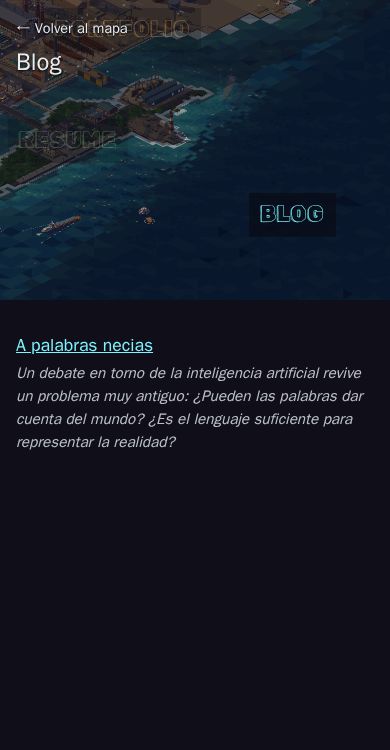 PORTFOLIO
← Volver al mapa
Blog
RESUME
BLOG
A palabras necias
Un debate en torno de la inteligencia artificial revive
un problema muy antiguo: ¿Pueden las palabras dar
cuenta del mundo? ¿Es el lenguaje suficiente para
representar la realidad?